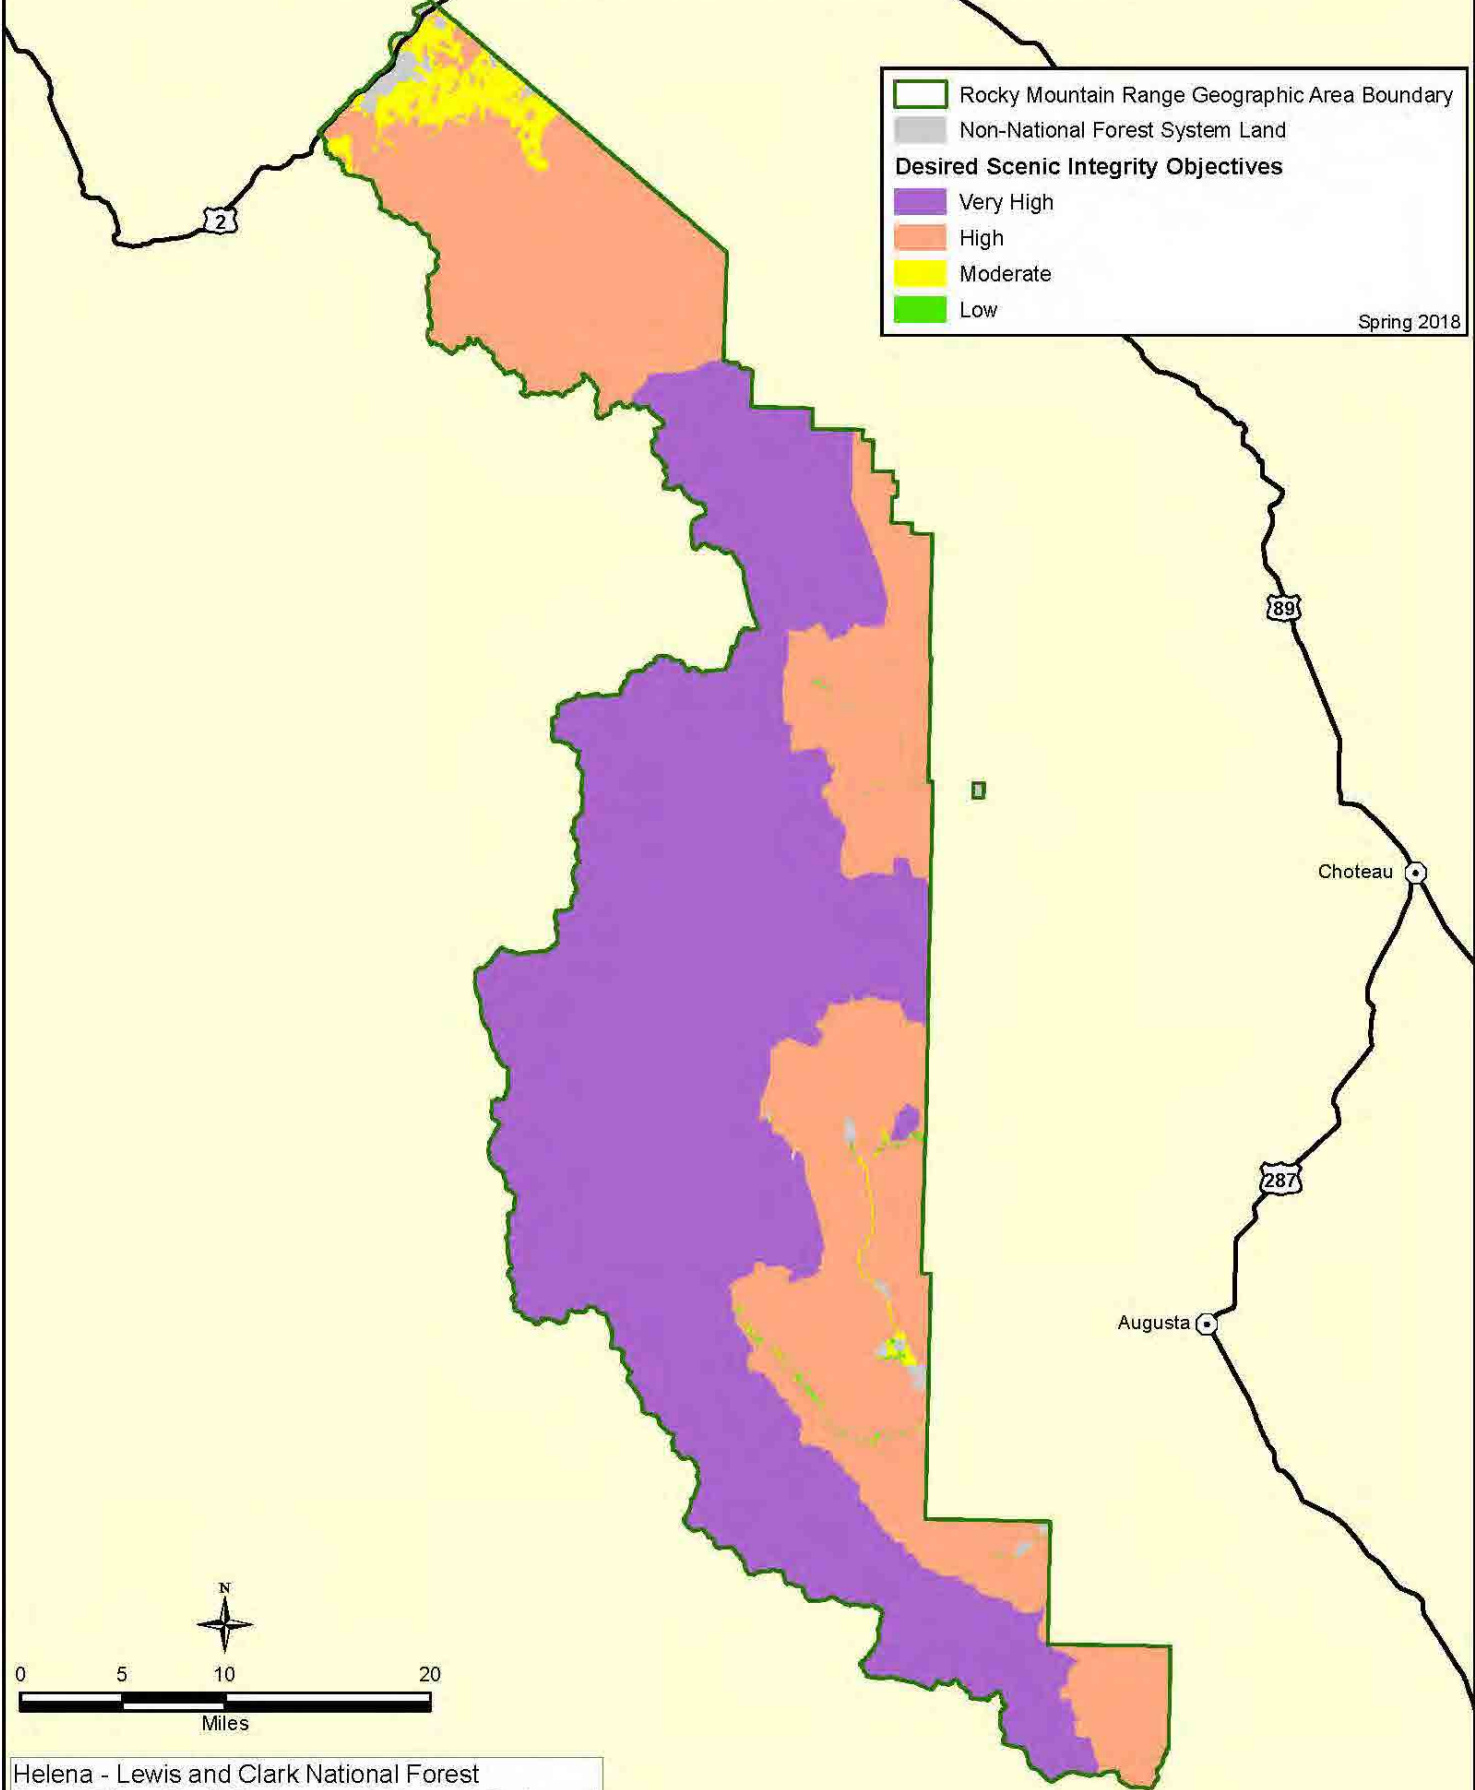 Rocky Mountain Range Geographic Area Boundary
Non-National Forest System Land
Desired Scenic Integrity Objectives
Very High
High
Moderate
Low
Spring 2018
2
89
Choteau
287
Augusta
N
0 5 10 20
Miles
Helena - Lewis and Clark National Forest